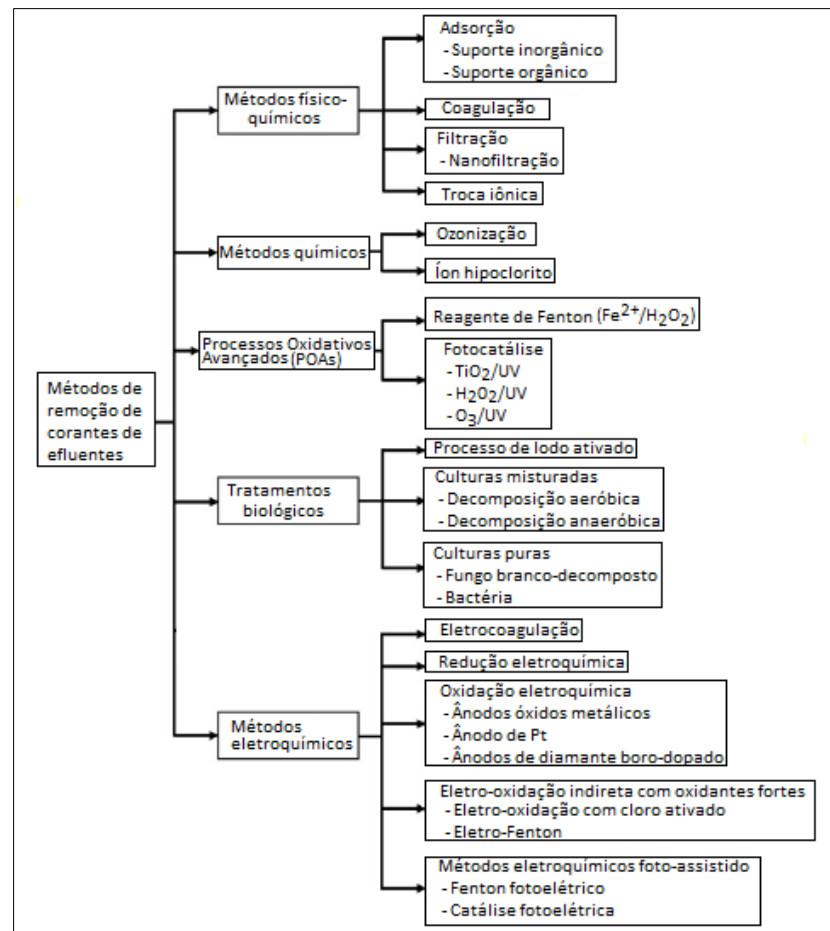 Métodos de
remoção de
corantes de
efluentes
Métodos físico-
químicos
Adsorção
- Suporte inorgânico
- Suporte orgânico
Coagulação
Filtração
- Nanofiltração
Troca iônica
Métodos químicos
Ozonização
Íon hipoclorito
Processos Oxidativos
Avançados (POAs)
Reagente de Fenton (Fe²⁺/H₂O₂)
Fotocatálise
- TiO₂/UV
- H₂O₂/UV
- O₃/UV
Tratamentos
biológicos
Processo de lodo ativado
Culturas misturadas
- Decomposição aeróbica
- Decomposição anaeróbica
Culturas puras
- Fungo branco-decomposto
- Bactéria
Métodos
eletroquímicos
Eletrocoagulação
Redução eletroquímica
Oxidação eletroquímica
- Ânodos óxidos metálicos
- Ânodo de Pt
- Ânodos de diamante boro-dopado
Eletro-oxidação indireta com oxidantes fortes
- Eletro-oxidação com cloro ativado
- Eletro-Fenton
Métodos eletroquímicos foto-assistido
- Fenton fotoelétrico
- Catálise fotoelétrica